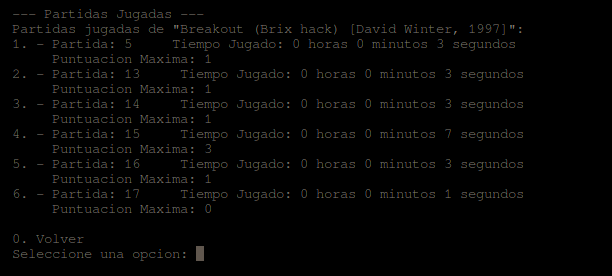 --- Partidas Jugadas ---
Partidas jugadas de "Breakout (Brix hack) [David Winter, 1997]":
1. - Partida: 5     Tiempo Jugado: 0 horas 0 minutos 3 segundos
     Puntuacion Maxima: 1
2. - Partida: 13     Tiempo Jugado: 0 horas 0 minutos 3 segundos
     Puntuacion Maxima: 1
3. - Partida: 14     Tiempo Jugado: 0 horas 0 minutos 3 segundos
     Puntuacion Maxima: 1
4. - Partida: 15     Tiempo Jugado: 0 horas 0 minutos 7 segundos
     Puntuacion Maxima: 3
5. - Partida: 16     Tiempo Jugado: 0 horas 0 minutos 3 segundos
     Puntuacion Maxima: 1
6. - Partida: 17     Tiempo Jugado: 0 horas 0 minutos 1 segundos
     Puntuacion Maxima: 0
0. Volver
Seleccione una opcion: